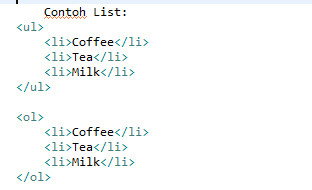 Contoh List:
<ul>
<li>Coffee</li>
<li>Tea</li>
<li>Milk</li>
</ul>
<ol>
<li>Coffee</li>
<li>Tea</li>
<li>Milk</li>
</ol>